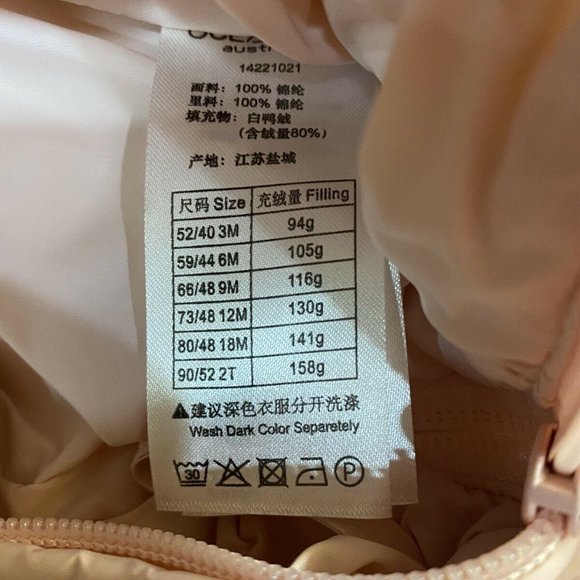 14221021
面料：100% 锦纶
里料：100% 锦纶
填充物：白鸭绒
（含绒量80%）
产地：江苏盐城
尺码 Size 充绒量 Filling
52/40 3M 94g
59/44 6M 105g
66/48 9M 116g
73/48 12M 130g
80/48 18M 141g
90/52 2T 158g
建议深色衣服分开洗涤
Wash Dark Color Separately
30 P